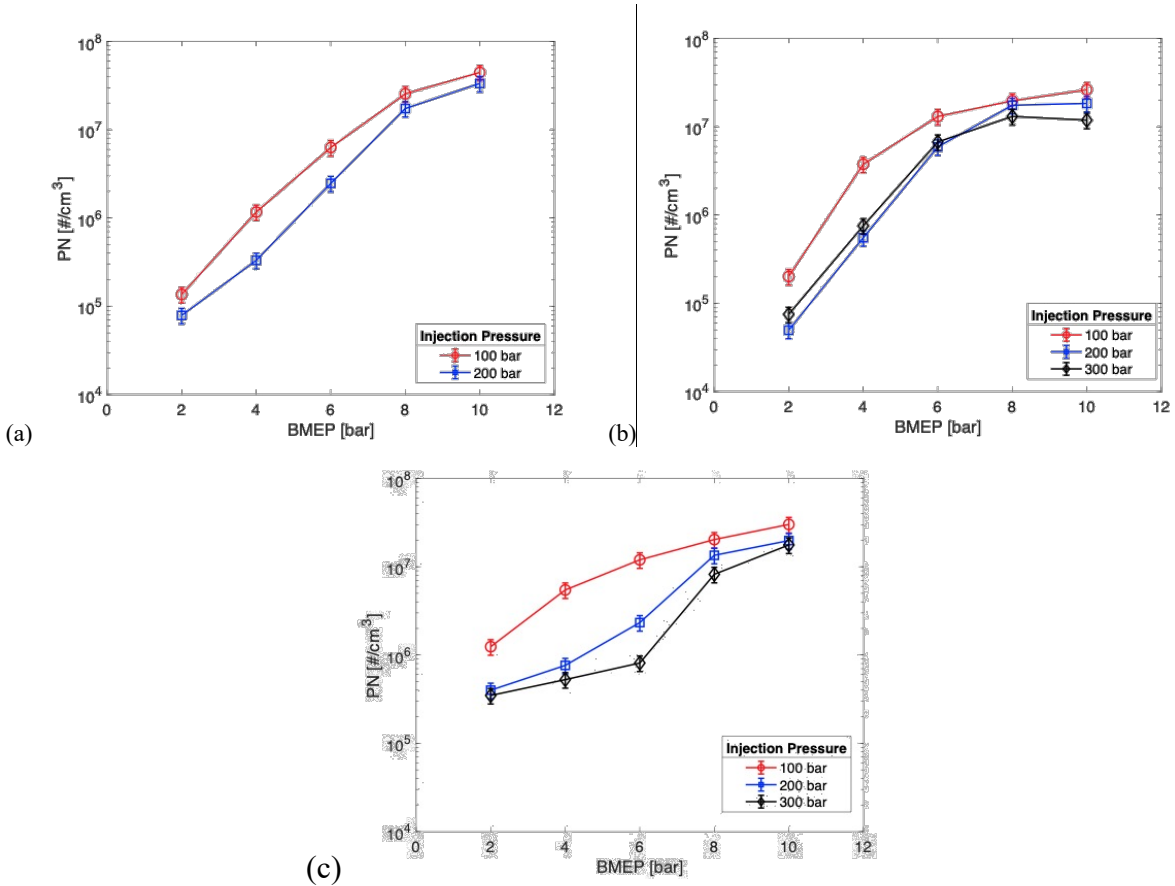 10^8
10^7
10^6
10^5
10^4
PN [#/cm^3]
0 2 4 6 8 10 12
BMEP [bar]
Injection Pressure
100 bar
200 bar
(a)
10^8
10^7
10^6
10^5
10^4
PN [#/cm^3]
0 2 4 6 8 10 12
BMEP [bar]
Injection Pressure
100 bar
200 bar
300 bar
(b)
10^8
10^7
10^6
10^5
10^4
PN [#/cm^3]
0 2 4 6 8 10 12
BMEP [bar]
Injection Pressure
100 bar
200 bar
300 bar
(c)